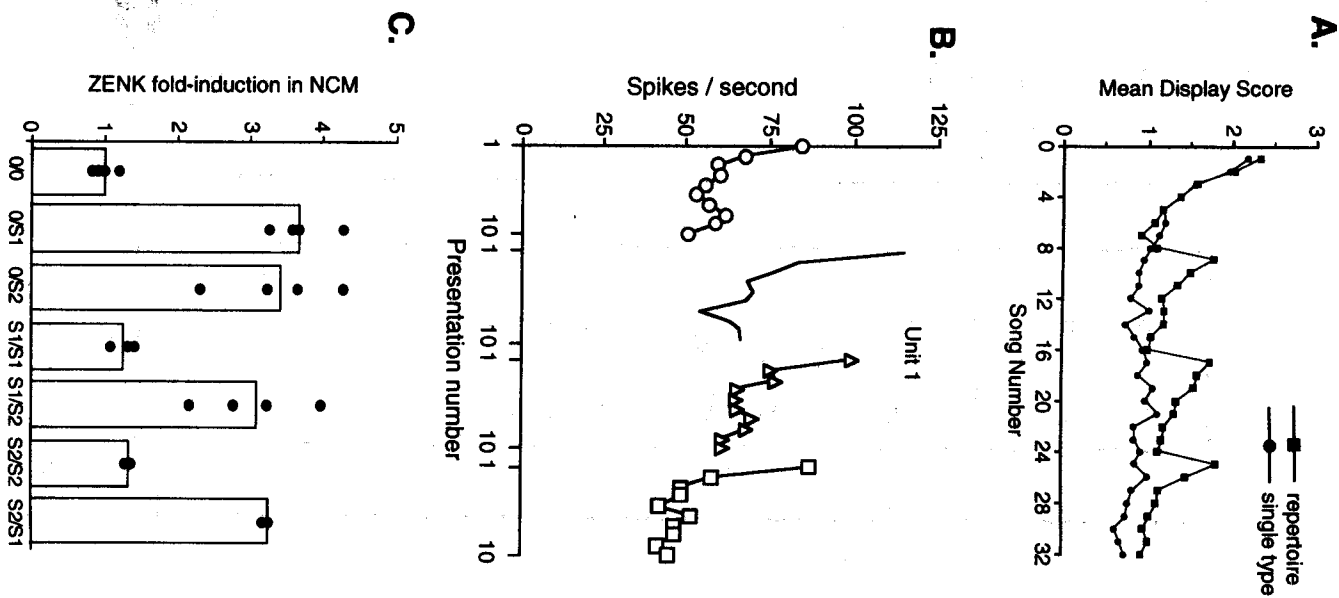 A.
Mean Display Score
3
2
1
0
0 4 8 12 16 20 24 28 32
Song Number
repertoire
single type
B.
Spikes / second
125
100
75
50
25
0
Unit 1
1 10 1 10 1 10 1 10
Presentation number
C.
ZENK fold-induction in NCM
5
4
3
2
1
0
0/0 0/S1 0/S2 S1/S1 S1/S2 S2/S2 S2/S1